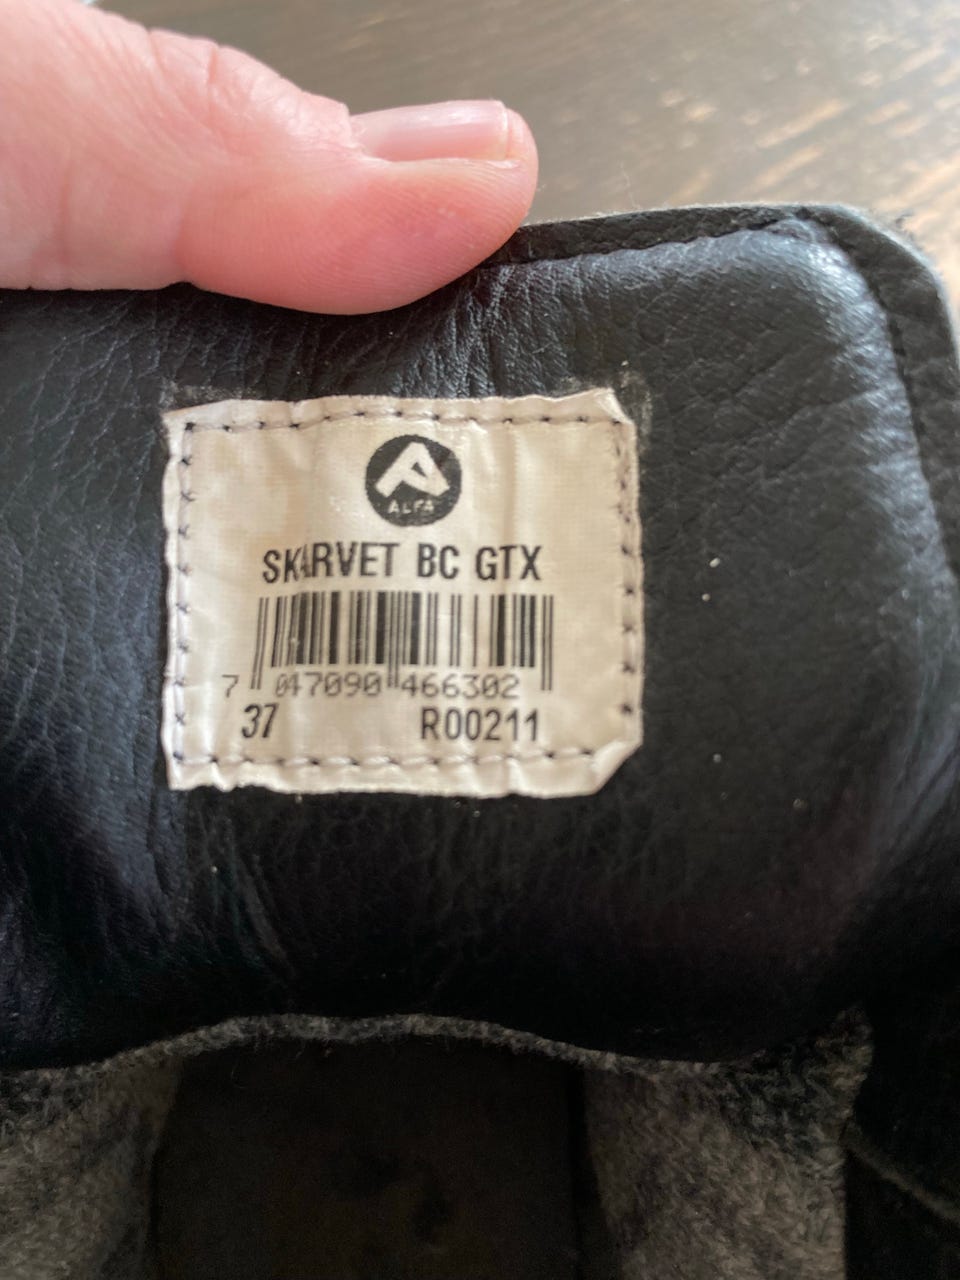 ALFA
SKARVET BC GTX
7 047090 466302
37 R00211